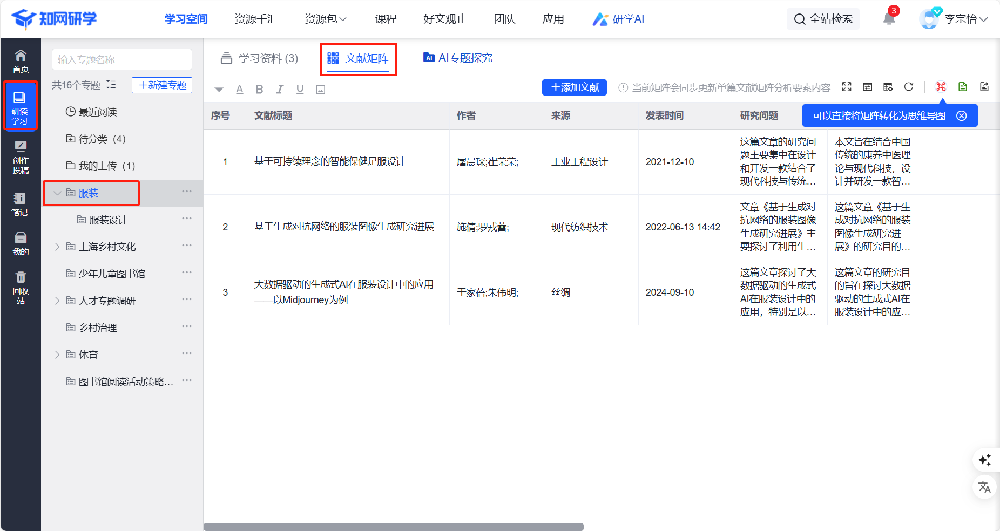 知网研学
学习空间
资源千汇
资源包
课程
好文观止
团队
应用
研学AI
全站检索
3
李宗怡
首页
研读
学习
创作
投稿
笔记
我的
回收
站
输入专题名称
共16个专题
+新建专题
最近阅读
待分类（4）
我的上传（1）
服装
...
服装设计
...
上海乡村文化
...
少年儿童图书馆
...
人才专题调研
...
乡村治理
...
体育
...
图书馆阅读活动策略...
...
学习资料 (3)
文献矩阵
AI专题探究
A
B
I
U
+添加文献
当前矩阵会同步更新单篇文献矩阵分析要素内容
可以直接将矩阵转化为思维导图
序号
文献标题
作者
来源
发表时间
研究问题
1
基于可持续理念的智能保健足服设计
屠晨琛;崔荣荣;
工业工程设计
2021-12-10
这篇文章的研究问
题主要集中在设计
和开发一款结合了
现代科技与传统...
本文旨在结合中国
传统的康养中医理
论与现代科技，设
计并研发一款智...
2
基于生成对抗网络的服装图像生成研究进展
施倩;罗戎蕾;
现代纺织技术
2022-06-13 14:42
文章《基于生成对
抗网络的服装图像
生成研究进展》主
要探讨了利用生...
这篇文章《基于生
成对抗网络的服装
图像生成研究进
展》的研究目的...
3
大数据驱动的生成式AI在服装设计中的应用
——以Midjourney为例
于家蓓;朱伟明;
丝绸
2024-09-10
这篇文章探讨了大
数据驱动的生成式
AI在服装设计中的
应用，特别是以...
这篇文章的研究目
的旨在探讨大数据
驱动的生成式AI在
服装设计中的应...